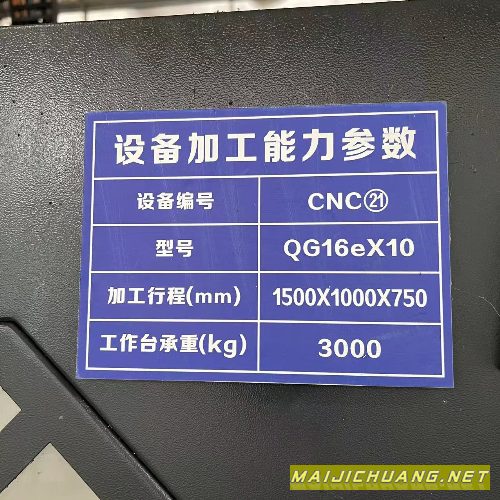 设备加工能力参数
设备编号 CNC㉑
型号 QG16eX10
加工行程(mm) 1500X1000X750
工作台承重(kg) 3000
MAIJICHUANG.NET